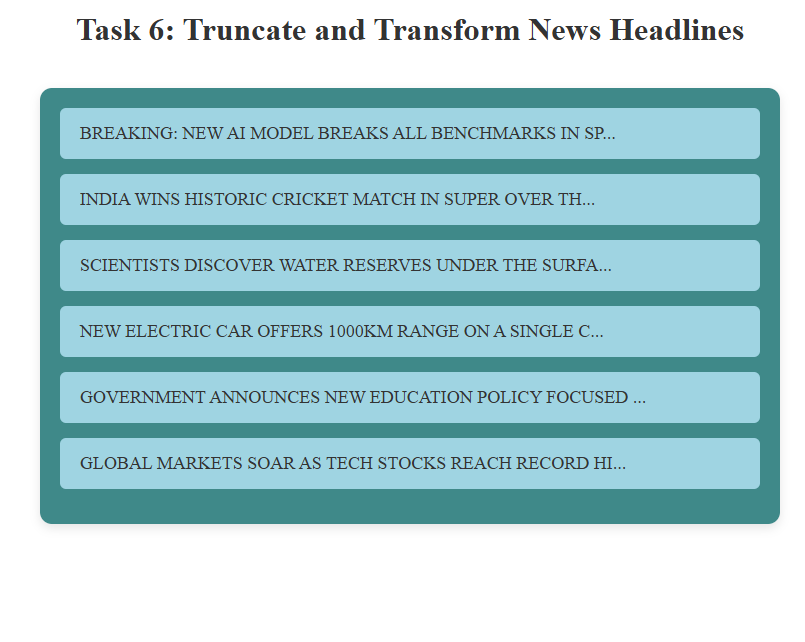 Task 6: Truncate and Transform News Headlines
BREAKING: NEW AI MODEL BREAKS ALL BENCHMARKS IN SP...
INDIA WINS HISTORIC CRICKET MATCH IN SUPER OVER TH...
SCIENTISTS DISCOVER WATER RESERVES UNDER THE SURFA...
NEW ELECTRIC CAR OFFERS 1000KM RANGE ON A SINGLE C...
GOVERNMENT ANNOUNCES NEW EDUCATION POLICY FOCUSED ...
GLOBAL MARKETS SOAR AS TECH STOCKS REACH RECORD HI...